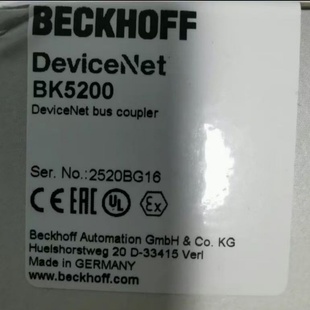 BECKHOFF
DeviceNet
BK5200
DeviceNet bus coupler
Ser. No.:2520BG16
CE EAC UL Ex
Beckhoff Automation GmbH & Co. KG
Huelshorstweg 20 D-33415 Verl
Made in GERMANY
www.beckhoff.com